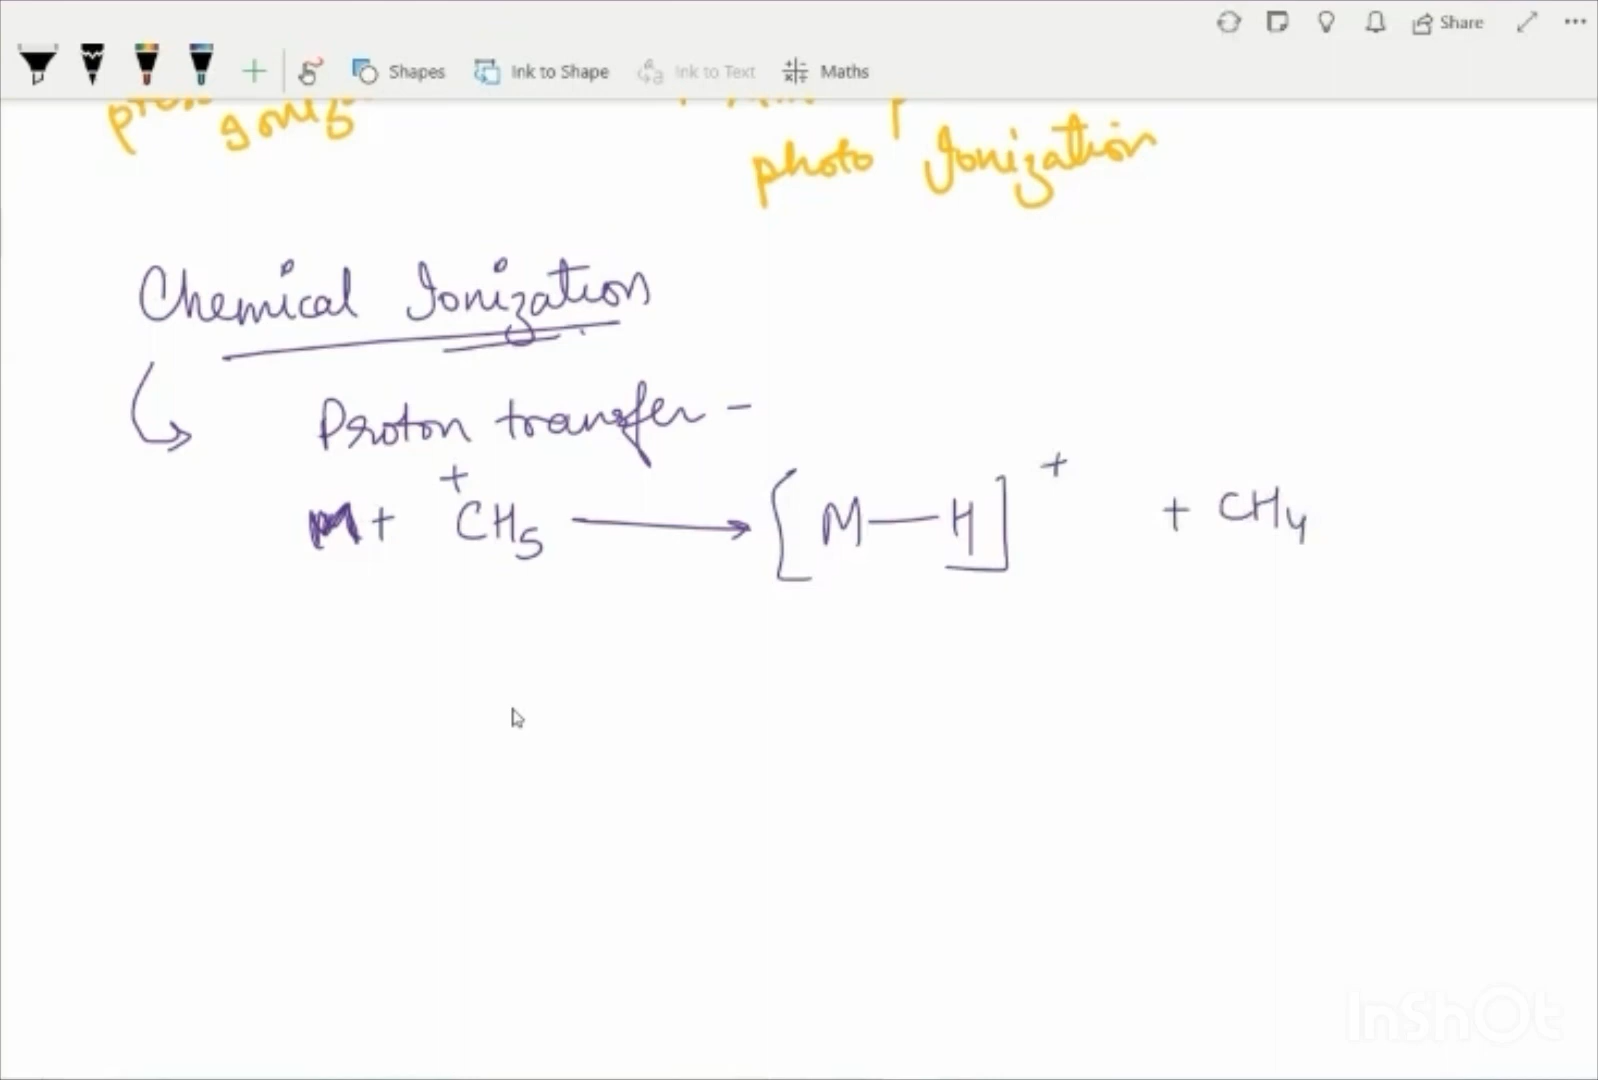 Share
Shapes Ink to Shape Ink to Text Maths
photo Ionization
Chemical Ionization
Proton transfer -
M + +CH5 ⟶ [M—H]+ + CH4
InShOt